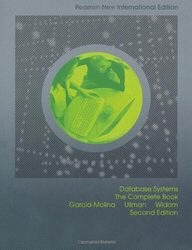 Pearson New International Edition
Database Systems
The Complete Book
Garcia-Molina Ullman Widom
Second Edition